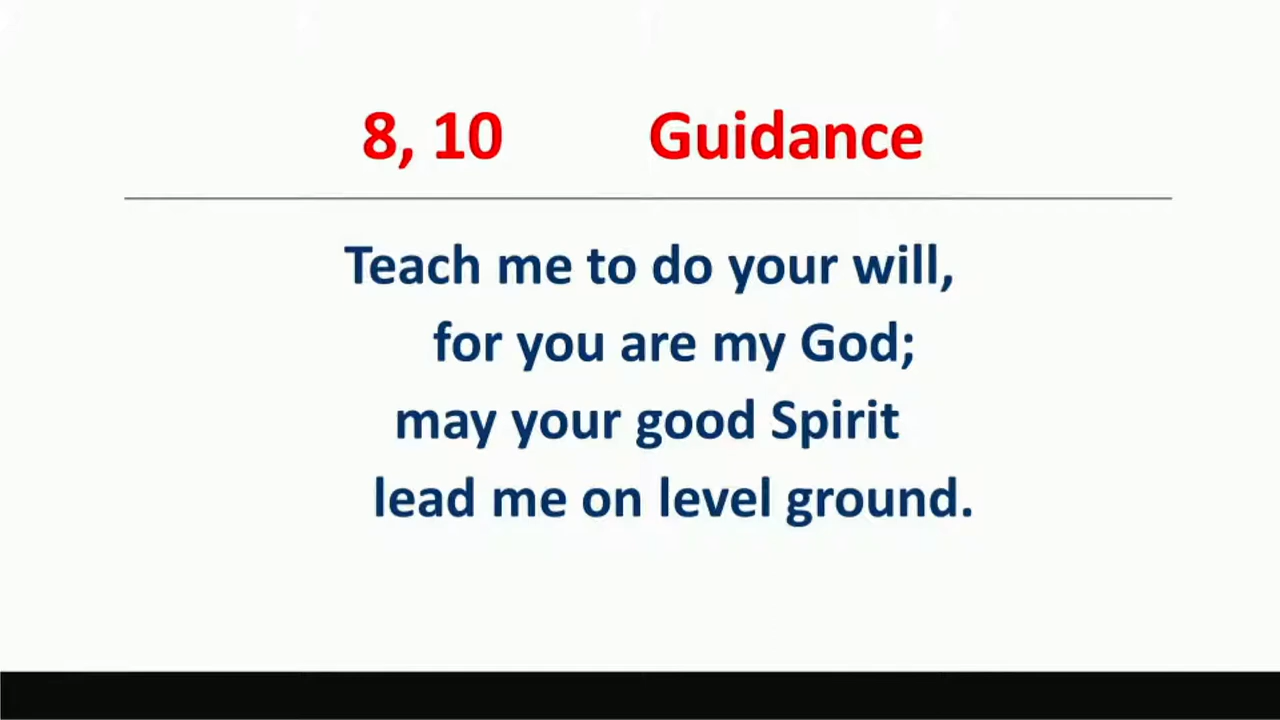 8, 10 Guidance
Teach me to do your will,
for you are my God;
may your good Spirit
lead me on level ground.